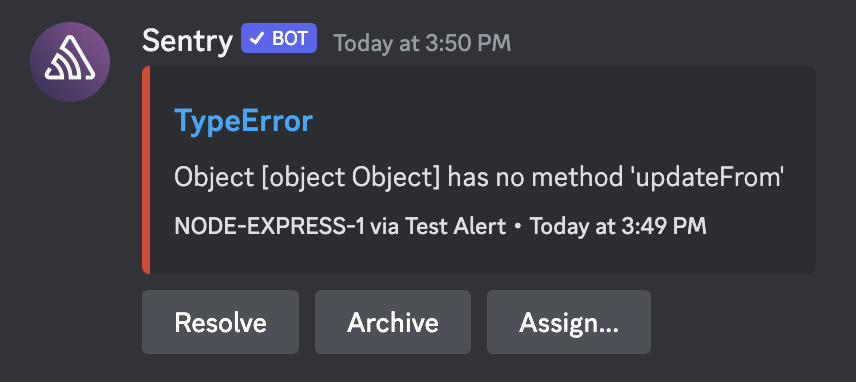 Sentry ✓ BOT Today at 3:50 PM
TypeError
Object [object Object] has no method 'updateFrom'
NODE-EXPRESS-1 via Test Alert • Today at 3:49 PM
Resolve Archive Assign...